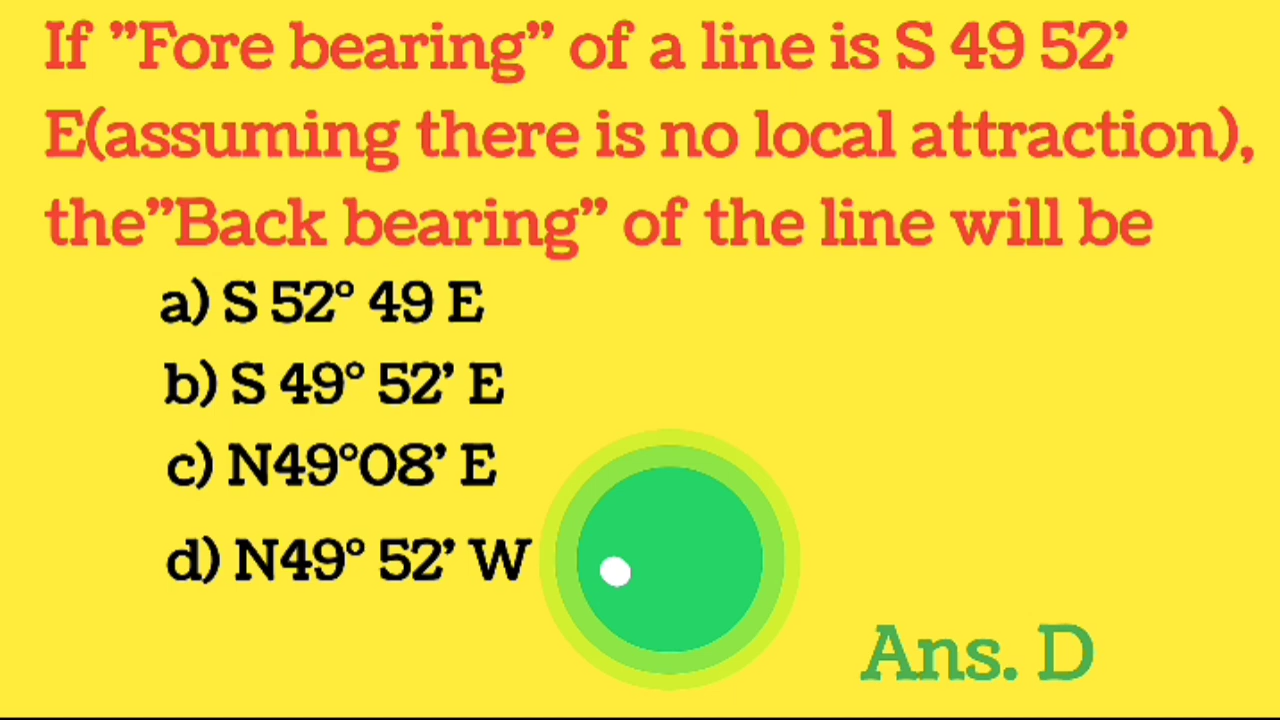 If ”Fore bearing” of a line is S 49 52’
E(assuming there is no local attraction),
the”Back bearing” of the line will be
a) S 52° 49 E
b) S 49° 52’ E
c) N49°08’ E
d) N49° 52’ W
Ans. D